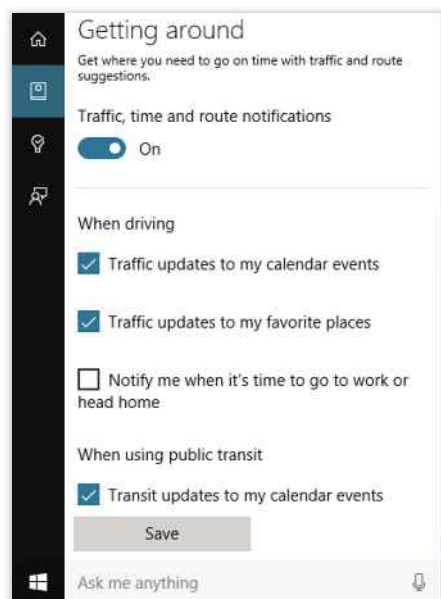 Getting around
Get where you need to go on time with traffic and route
suggestions.
Traffic, time and route notifications
On
When driving
Traffic updates to my calendar events
Traffic updates to my favorite places
Notify me when it's time to go to work or
head home
When using public transit
Transit updates to my calendar events
Save
Ask me anything